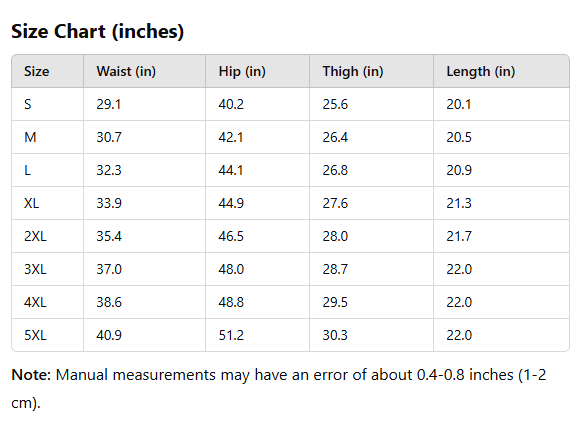 Size Chart (inches)
Size Waist (in) Hip (in) Thigh (in) Length (in)
S 29.1 40.2 25.6 20.1
M 30.7 42.1 26.4 20.5
L 32.3 44.1 26.8 20.9
XL 33.9 44.9 27.6 21.3
2XL 35.4 46.5 28.0 21.7
3XL 37.0 48.0 28.7 22.0
4XL 38.6 48.8 29.5 22.0
5XL 40.9 51.2 30.3 22.0
Note: Manual measurements may have an error of about 0.4-0.8 inches (1-2
cm).